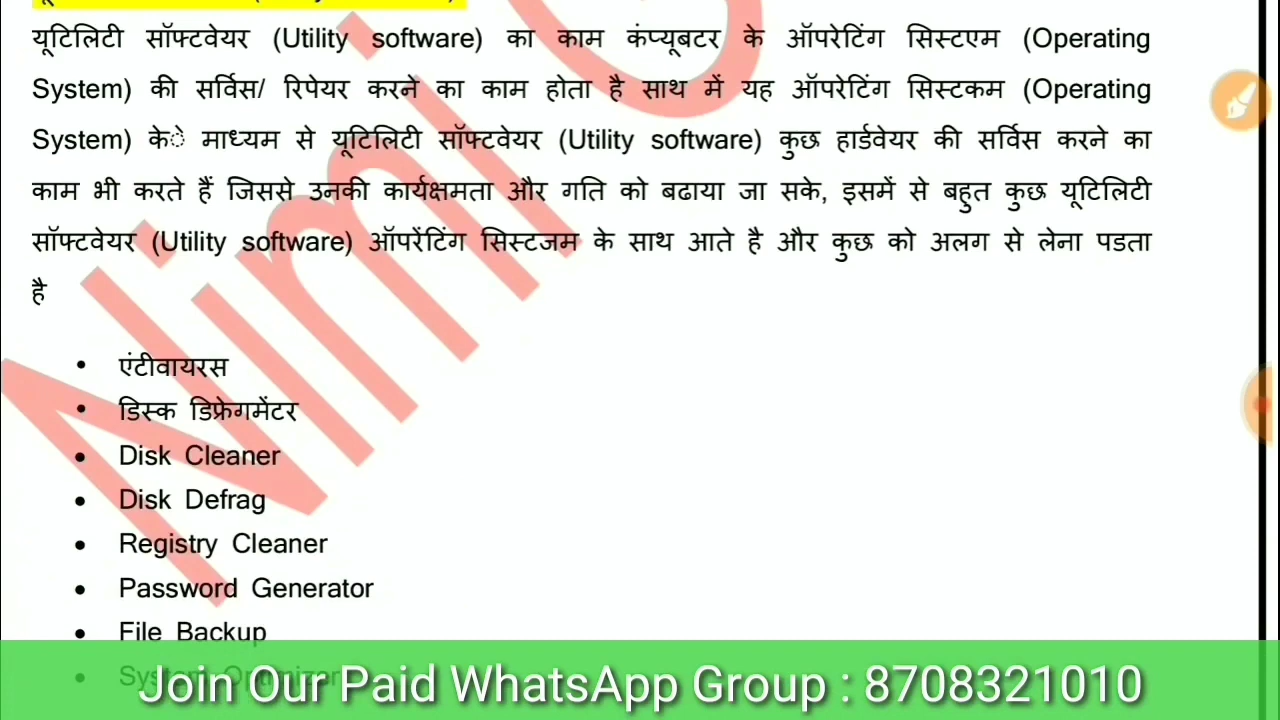 यूटिलिटी सॉफ्टवेयर (Utility software) का काम कंप्यूबटर के ऑपरेटिंग सिस्टएम (Operating
System) की सर्विस/ रिपेयर करने का काम होता है साथ में यह ऑपरेटिंग सिस्टकम (Operating
System) केे माध्यम से यूटिलिटी सॉफ्टवेयर (Utility software) कुछ हार्डवेयर की सर्विस करने का
काम भी करते हैं जिससे उनकी कार्यक्षमता और गति को बढाया जा सके, इसमें से बहुत कुछ यूटिलिटी
सॉफ्टवेयर (Utility software) ऑपरेंटिंग सिस्टजम के साथ आते है और कुछ को अलग से लेना पडता
है
• एंटीवायरस
• डिस्क डिफ्रेगमेंटर
• Disk Cleaner
• Disk Defrag
• Registry Cleaner
• Password Generator
• File Backup
• System Optimizer
Join Our Paid WhatsApp Group : 8708321010
Nimi